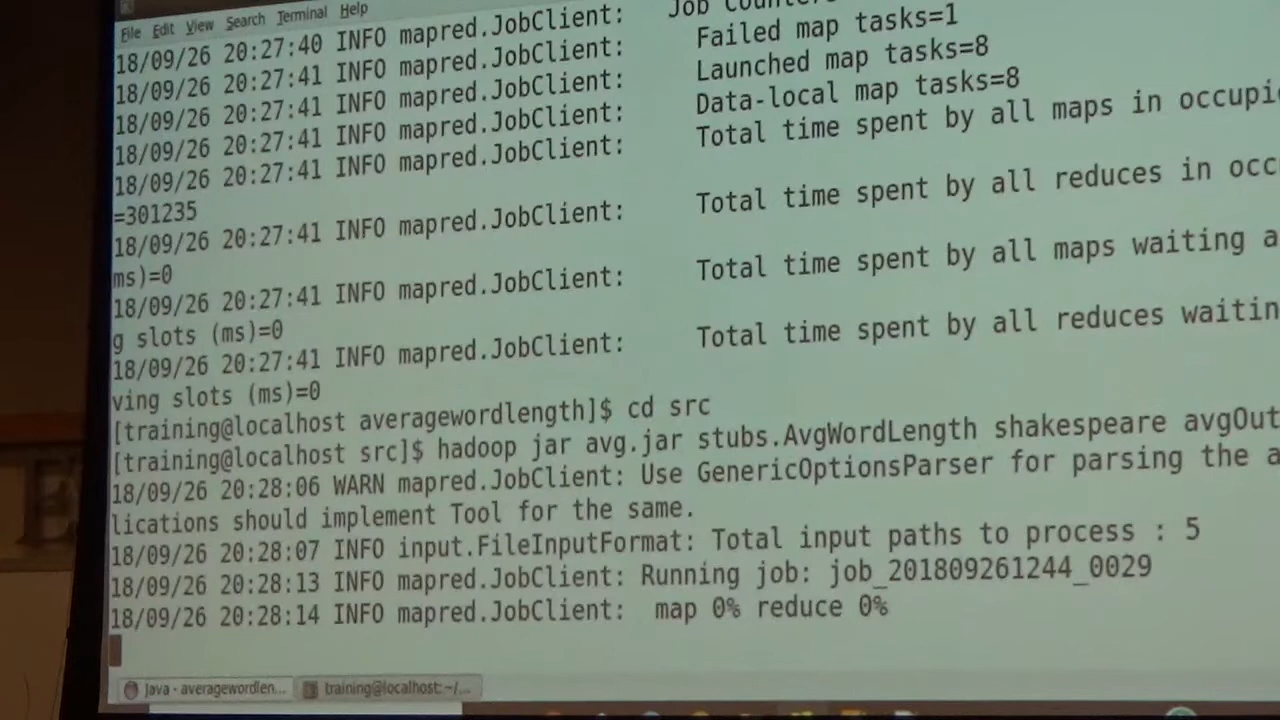 File Edit View Search Terminal Help
18/09/26 20:27:40 INFO mapred.JobClient: Job
18/09/26 20:27:41 INFO mapred.JobClient: Failed map tasks=1
18/09/26 20:27:41 INFO mapred.JobClient: Launched map tasks=8
18/09/26 20:27:41 INFO mapred.JobClient: Data-local map tasks=8
18/09/26 20:27:41 INFO mapred.JobClient: Total time spent by all maps in occupi
=301235
18/09/26 20:27:41 INFO mapred.JobClient: Total time spent by all reduces in occ
ms)=0
18/09/26 20:27:41 INFO mapred.JobClient: Total time spent by all maps waiting a
g slots (ms)=0
18/09/26 20:27:41 INFO mapred.JobClient: Total time spent by all reduces waitin
ving slots (ms)=0
[training@localhost averagewordlength]$ cd src
[training@localhost src]$ hadoop jar avg.jar stubs.AvgWordLength shakespeare avgOut
18/09/26 20:28:06 WARN mapred.JobClient: Use GenericOptionsParser for parsing the a
lications should implement Tool for the same.
18/09/26 20:28:07 INFO input.FileInputFormat: Total input paths to process : 5
18/09/26 20:28:13 INFO mapred.JobClient: Running job: job_201809261244_0029
18/09/26 20:28:14 INFO mapred.JobClient: map 0% reduce 0%
Java - averagewordlen... training@localhost:~/...